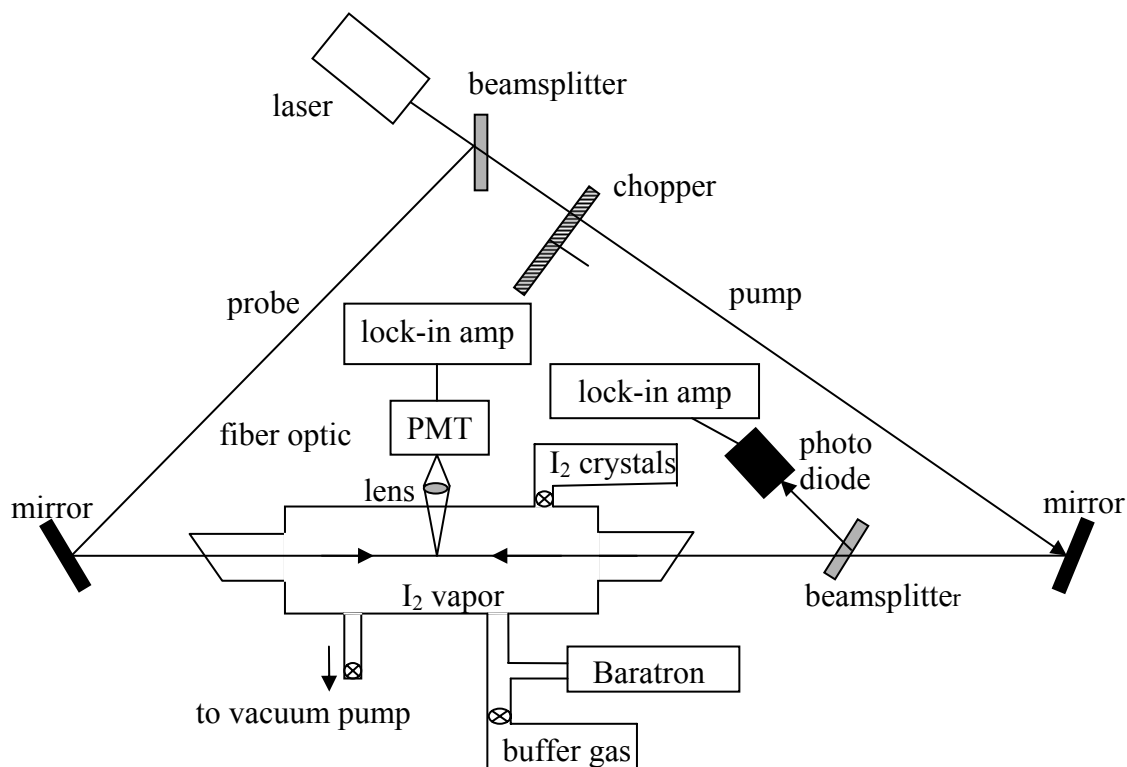 laser
beamsplitter
chopper
probe
pump
lock-in amp
lock-in amp
fiber optic
PMT
photo
diode
I₂ crystals
lens
mirror
mirror
I₂ vapor
beamsplitter
Baratron
to vacuum pump
buffer gas